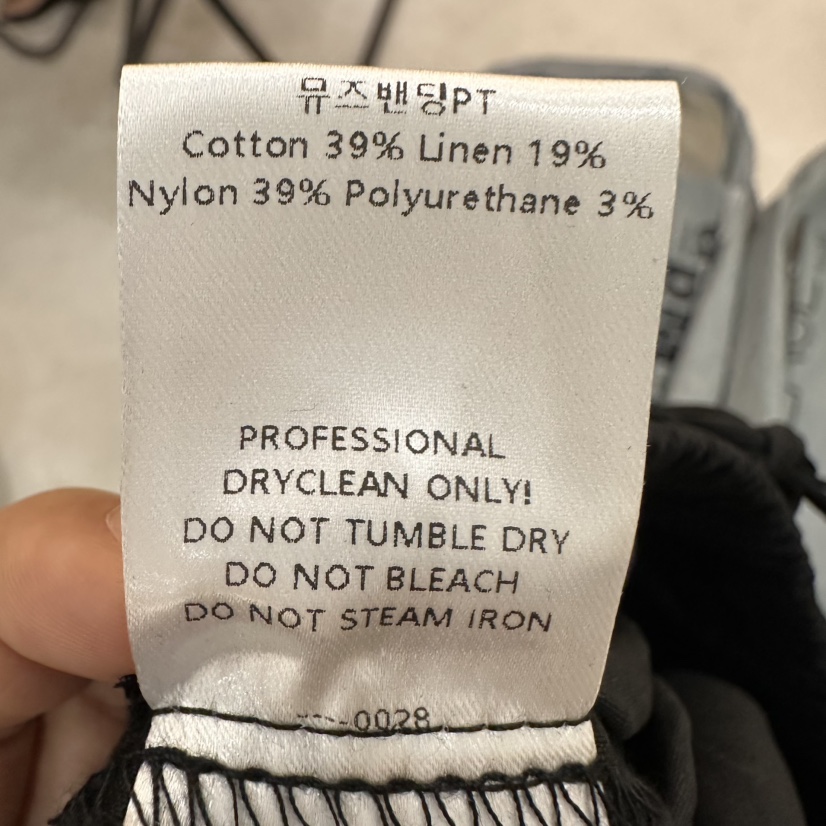 뮤즈밴딩PT
Cotton 39% Linen 19%
Nylon 39% Polyurethane 3%
PROFESSIONAL
DRYCLEAN ONLY!
DO NOT TUMBLE DRY
DO NOT BLEACH
DO NOT STEAM IRON
----0028